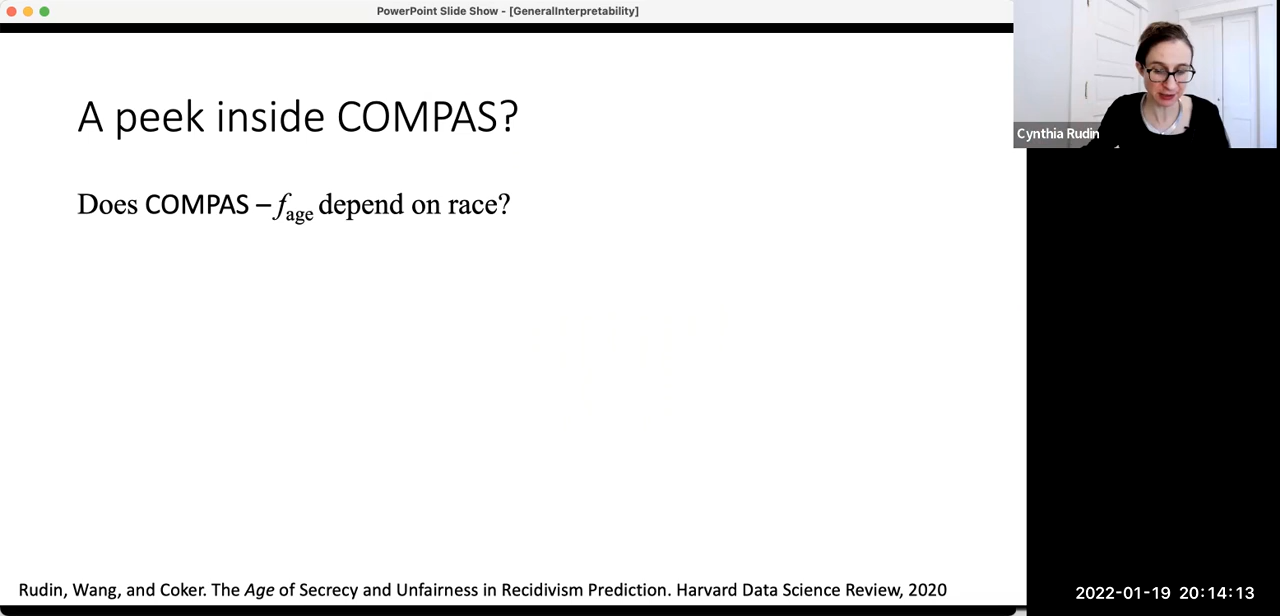 PowerPoint Slide Show - [GeneralInterpretability]
A peek inside COMPAS?
Does COMPAS – fage depend on race?
Rudin, Wang, and Coker. The Age of Secrecy and Unfairness in Recidivism Prediction. Harvard Data Science Review, 2020
Cynthia Rudin
2022-01-19 20:14:13